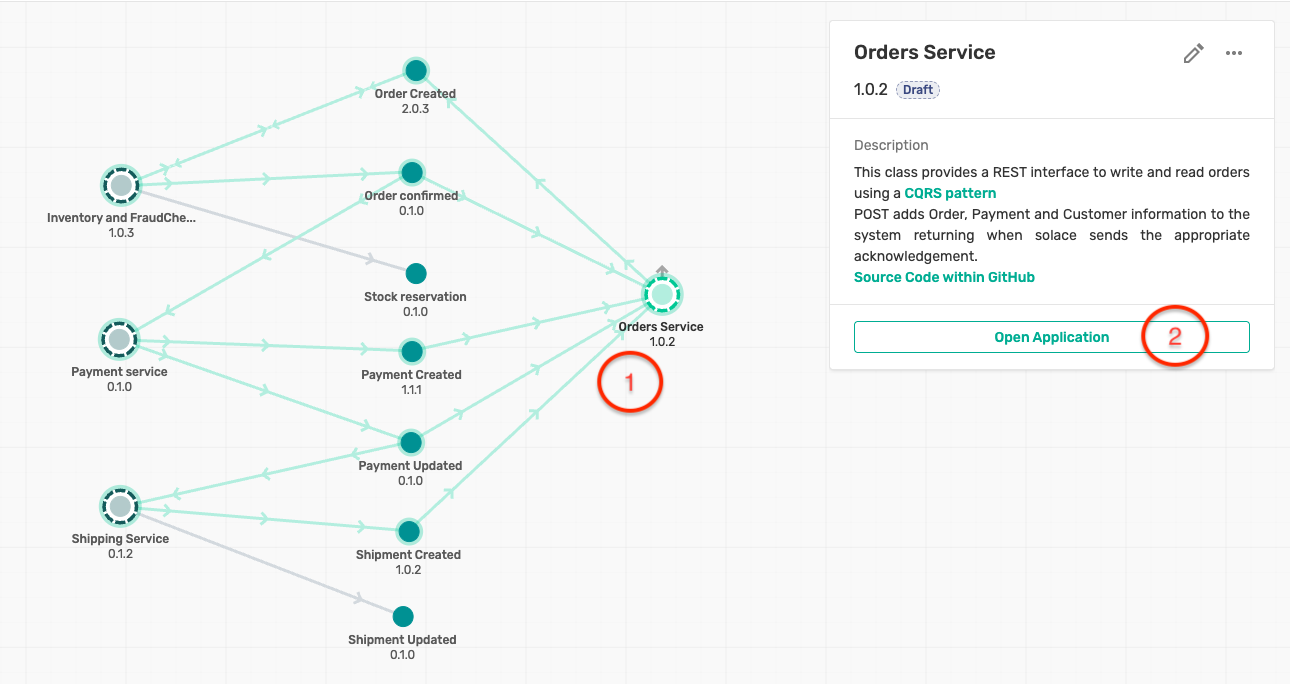 Order Created
2.0.3
Order confirmed
0.1.0
Inventory and FraudChe...
1.0.3
Stock reservation
0.1.0
Orders Service
1.0.2
Payment service
0.1.0
Payment Created
1.1.1
1
Payment Updated
0.1.0
Shipping Service
0.1.2
Shipment Created
1.0.2
Shipment Updated
0.1.0
Orders Service
1.0.2 Draft
Description
This class provides a REST interface to write and read orders
using a CQRS pattern
POST adds Order, Payment and Customer information to the
system returning when solace sends the appropriate
acknowledgement.
Source Code within GitHub
Open Application
2